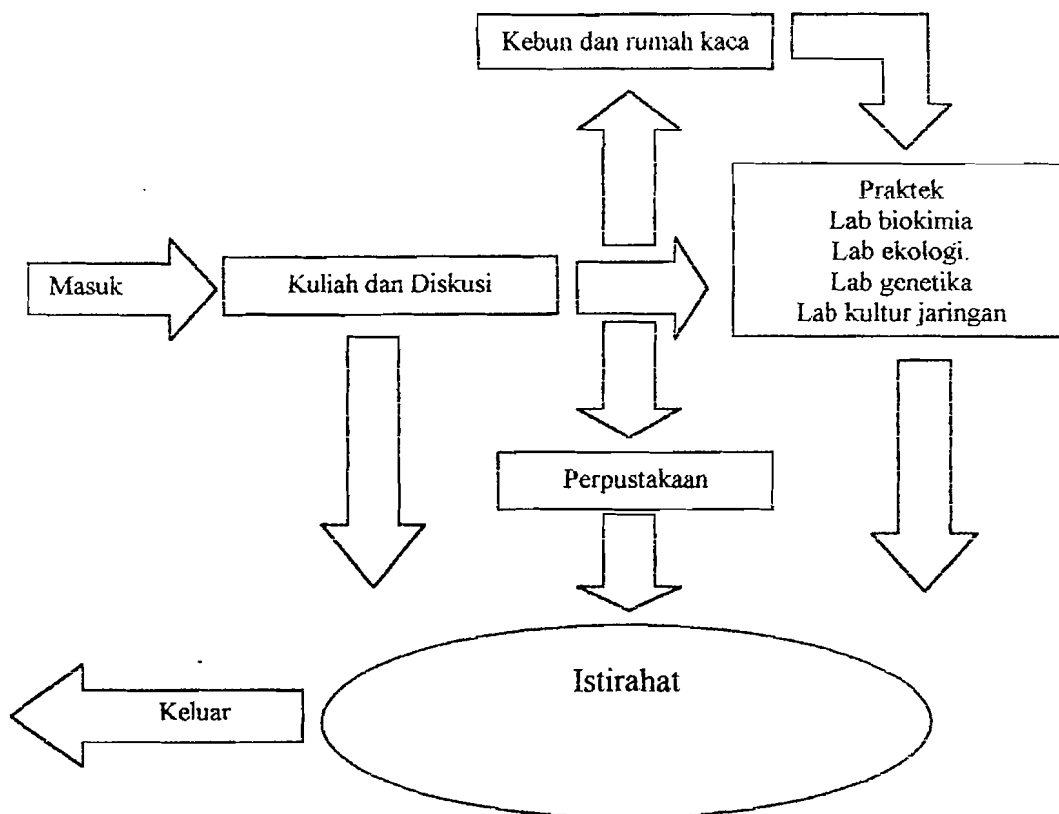 Kebun dan rumah kaca
Praktek
Lab biokimia
Lab ekologi.
Lab genetika
Lab kultur jaringan
Masuk
Kuliah dan Diskusi
Perpustakaan
Istirahat
Keluar